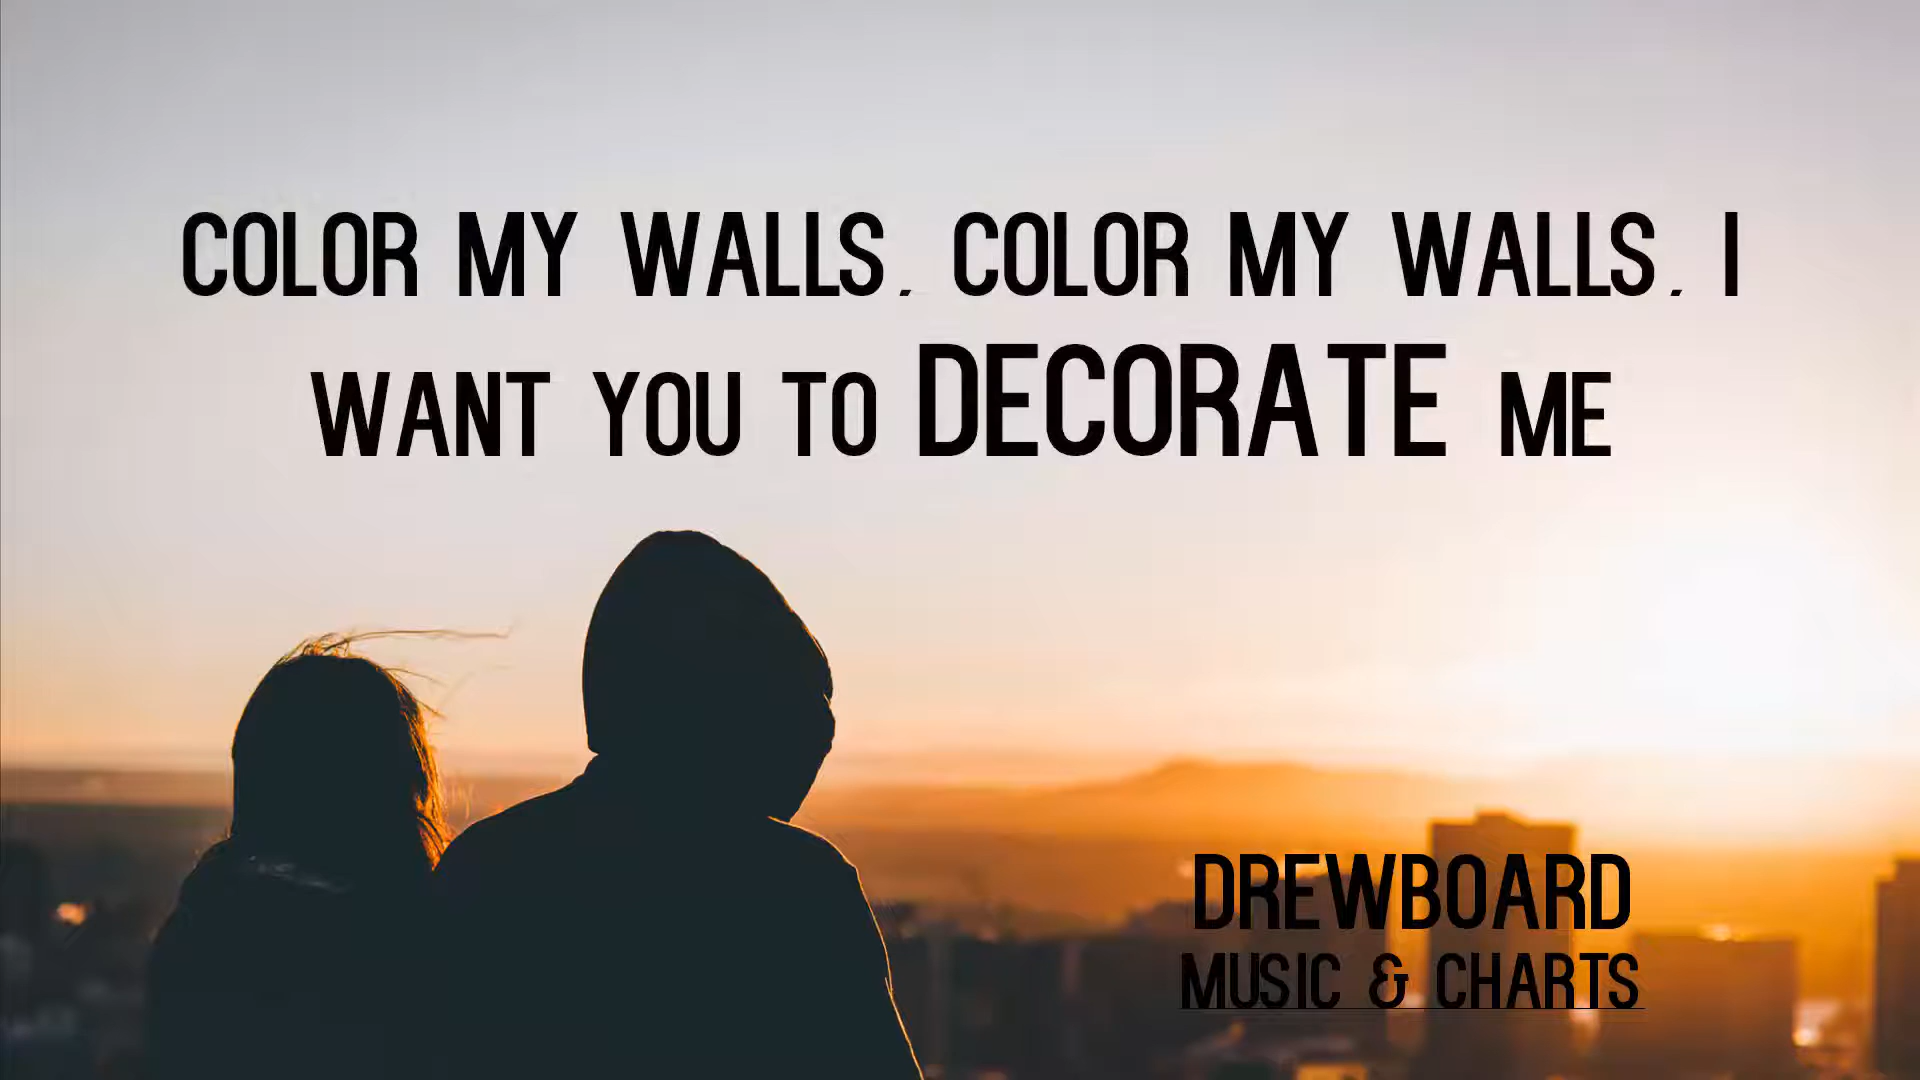 COLOR MY WALLS, COLOR MY WALLS, I
WANT YOU TO DECORATE ME
DREWBOARD
MUSIC & CHARTS